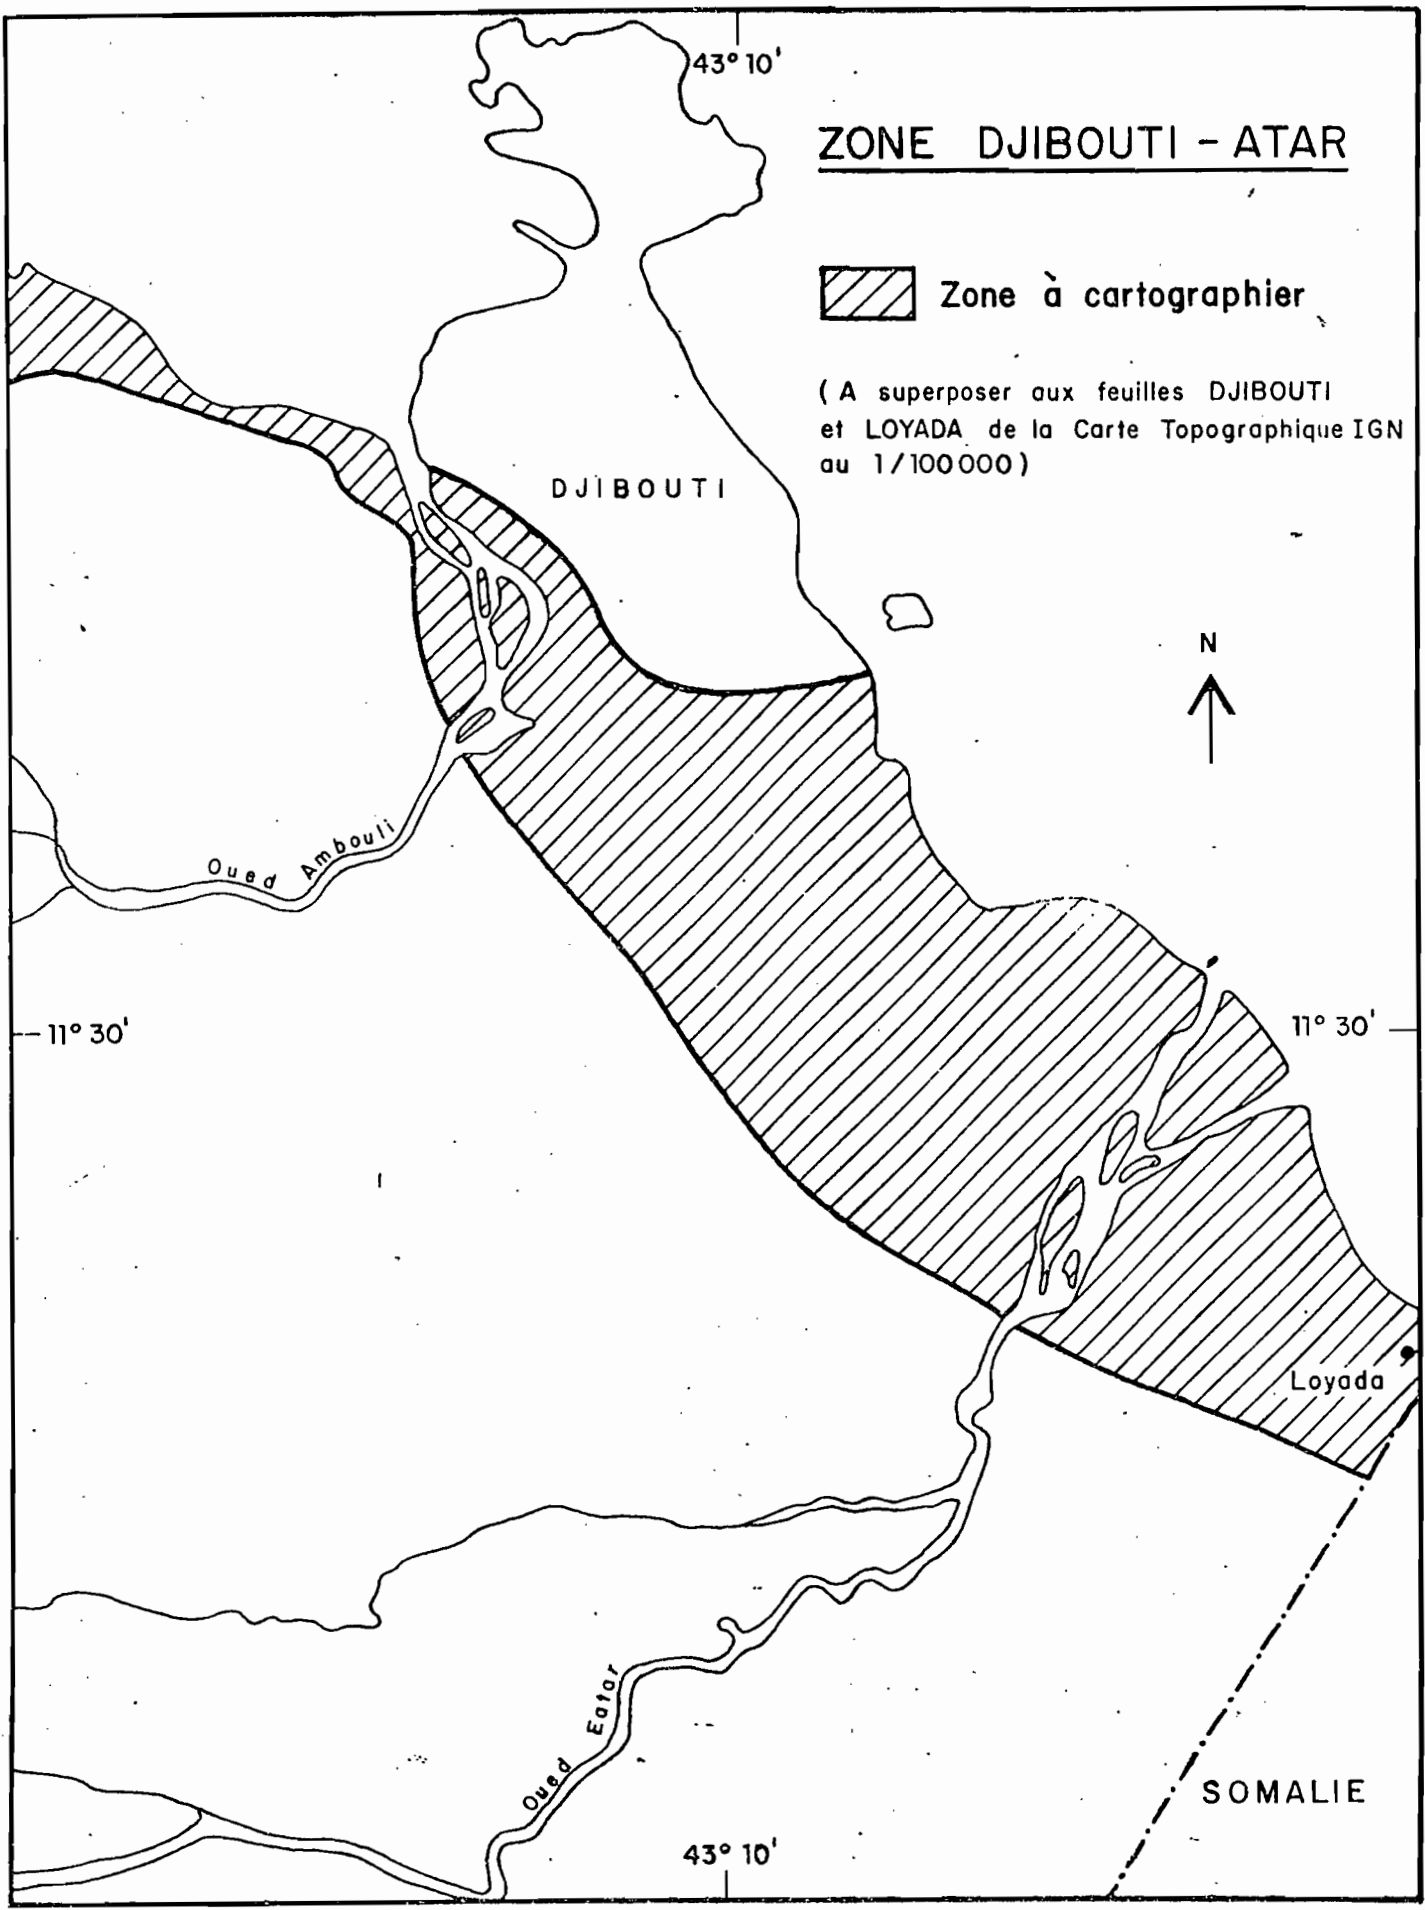 43° 10'
ZONE DJIBOUTI - ATAR
Zone à cartographier
( A superposer aux feuilles DJIBOUTI
et LOYADA de la Carte Topographique IGN
au 1/100000)
DJIBOUTI
N
Oued Ambouli
11° 30'
11° 30'
Loyada
Oued Eatar
SOMALIE
43° 10'